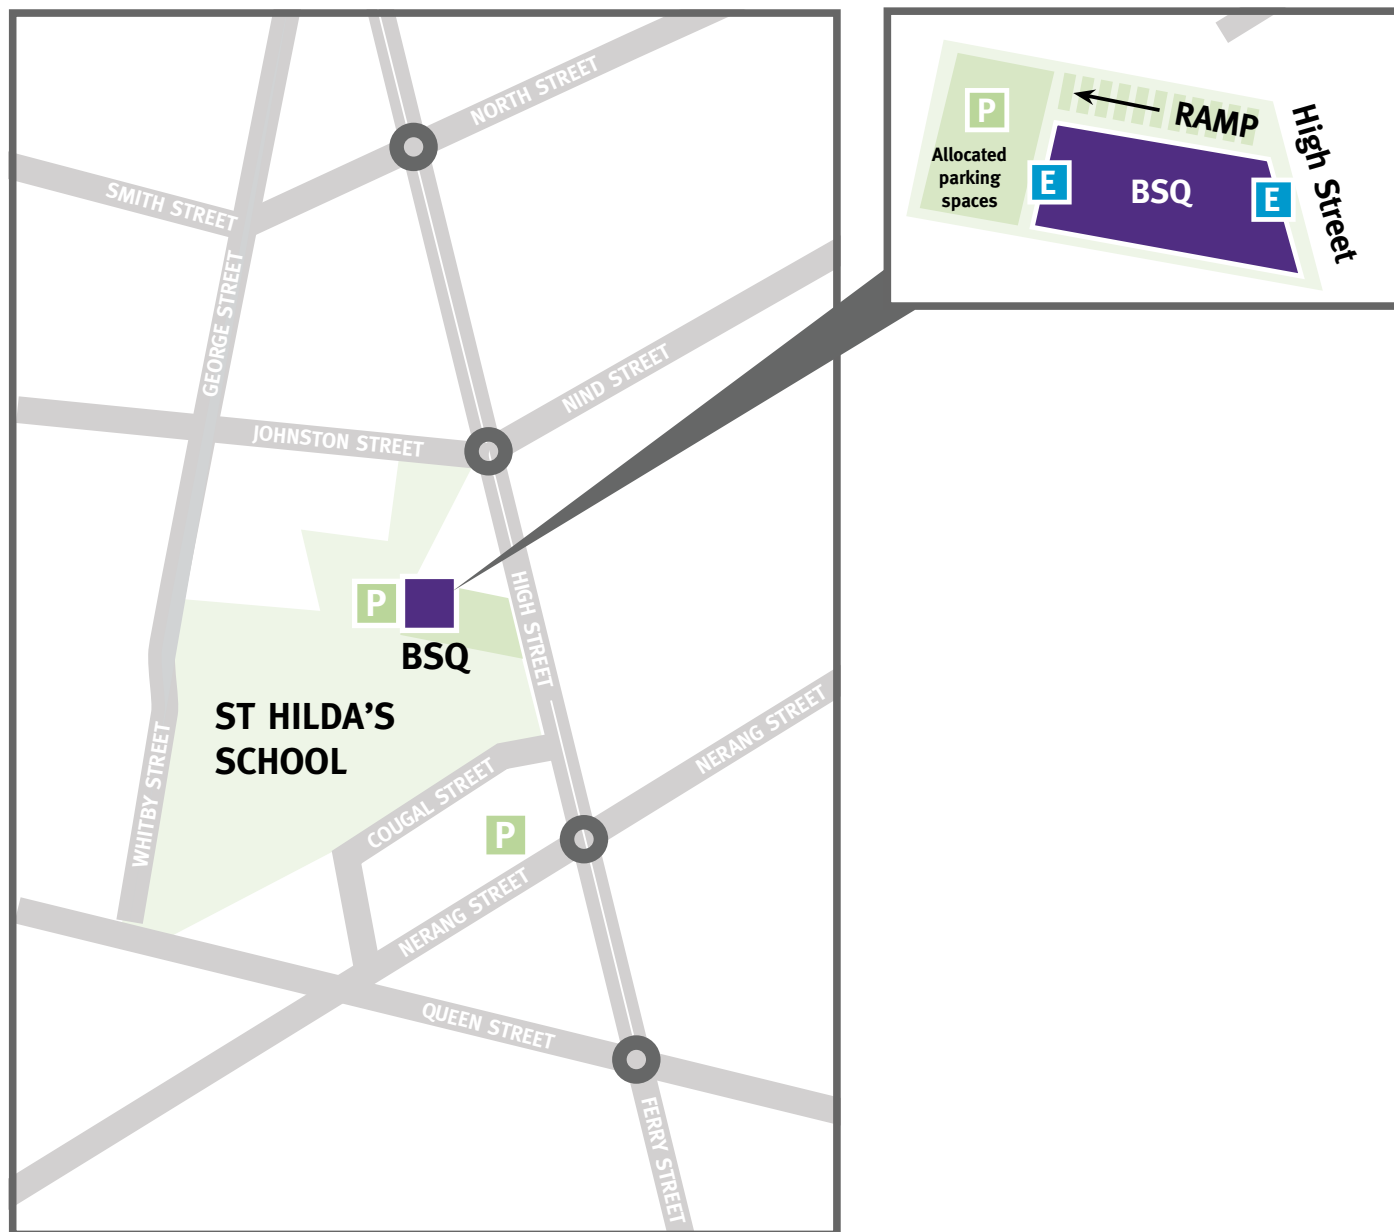 NORTH STREET
SMITH STREET
GEORGE STREET
NIND STREET
JOHNSTON STREET
HIGH STREET
P
BSQ
ST HILDA'S
SCHOOL
WHITBY STREET
COUGAL STREET
P
NERANG STREET
NERANG STREET
QUEEN STREET
FERRY STREET
P
Allocated
parking
spaces
RAMP
E
BSQ
E
High Street